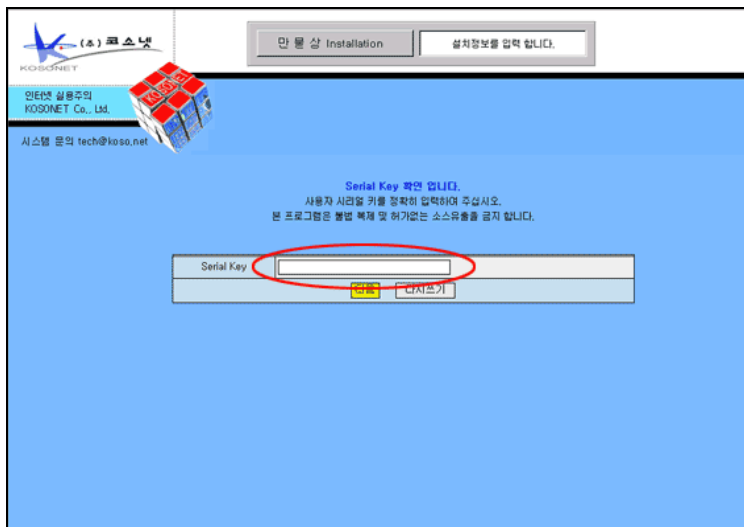 (주) 코소넷
KOSONET
만물상 Installation
설치정보를 입력 합니다.
인터넷 실용주의
KOSONET Co., Ltd.
시스템 문의 tech@koso.net
Serial Key 확인 입니다.
사용자 시리얼 키를 정확히 입력하여 주십시오.
본 프로그램은 불법 복제 및 허가없는 소스유출을 금지 합니다.
Serial Key
다음 다시쓰기